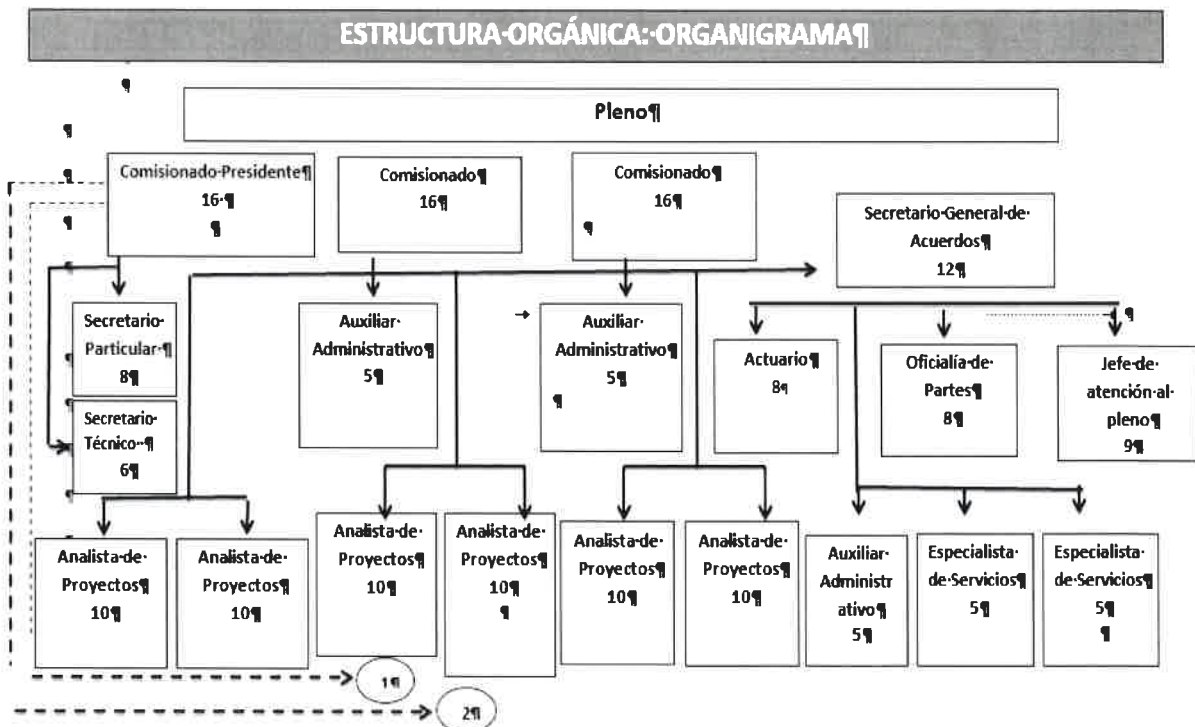 ESTRUCTURA·ORGÁNICA:·ORGANIGRAMA¶
¶
¶
Pleno¶
¶
¶
¶
Comisionado·Presidente¶
16·¶
¶
Comisionado¶
16¶
Comisionado¶
16¶
¶
Secretario·General·de·
Acuerdos¶
12¶
¶
¶
Secretario·
Particular·¶
8¶
Secretario·
Técnico··¶
6¶
¶
¶
¶
¶
Auxiliar·
Administrativo¶
5¶
Auxiliar·
Administrativo¶
5¶
¶
Actuario¶
8¶
Oficialía·de·
Partes¶
8¶
Jefe·de·
atención·al·
pleno¶
9¶
Analista·de·
Proyectos¶
10¶
Analista·de·
Proyectos¶
10¶
Analista·de·
Proyectos¶
10¶
Analista·de·
Proyectos¶
10¶
¶
Analista·de·
Proyectos¶
10¶
Analista·de·
Proyectos¶
10¶
Auxiliar·
Administr
ativo¶
5¶
Especialista·
de·Servicios¶
5¶
Especialista·
de·Servicios¶
5¶
¶
1¶
2¶